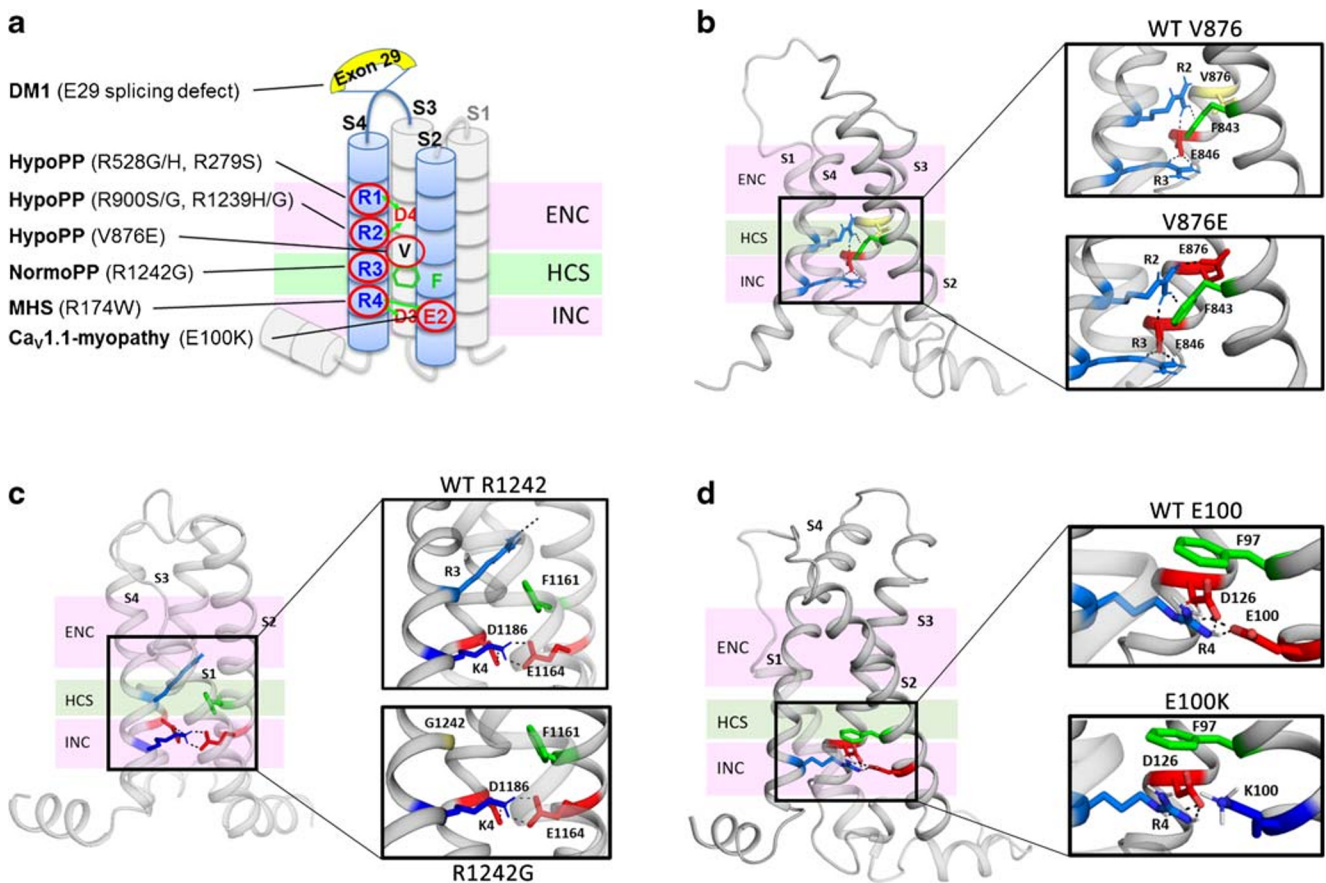 a
Exon 29
DM1 (E29 splicing defect)
S4
S3
S2
S1
HypoPP (R528G/H, R279S)
HypoPP (R900S/G, R1239H/G)
HypoPP (V876E)
NormoPP (R1242G)
MHS (R174W)
CaV1.1-myopathy (E100K)
R1
D4
R2
V
R3
F
R4
D3
E2
ENC
HCS
INC
b
S1
S4
S3
S2
ENC
HCS
INC
WT V876
R2
V876
F843
E846
R3
V876E
R2
E876
F843
R3
E846
c
S3
S4
S2
S1
ENC
HCS
INC
WT R1242
R3
F1161
D1186
K4
E1164
G1242
F1161
D1186
K4
E1164
R1242G
d
S4
S3
S1
S2
ENC
HCS
INC
WT E100
F97
D126
E100
R4
E100K
F97
D126
K100
R4